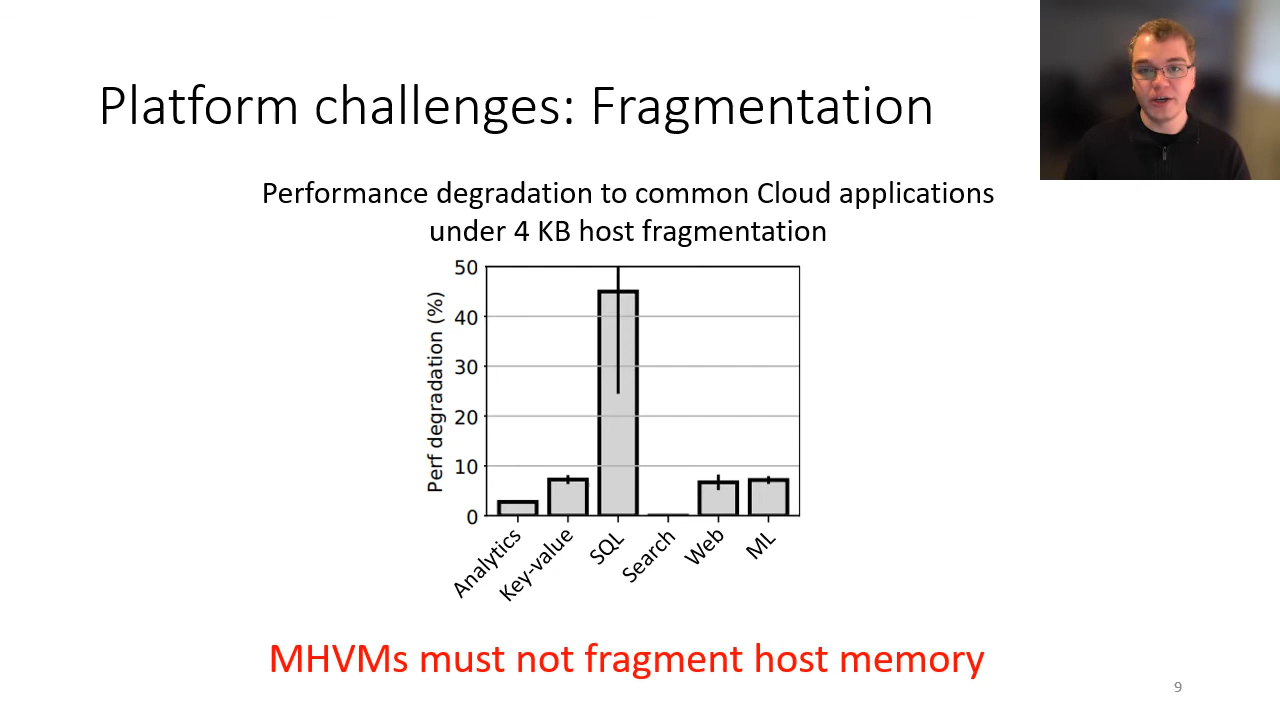 Platform challenges: Fragmentation
Performance degradation to common Cloud applications
under 4 KB host fragmentation
Perf degradation (%)
50
40
30
20
10
0
Analytics
Key-value
SQL
Search
Web
ML
MHVMs must not fragment host memory
9